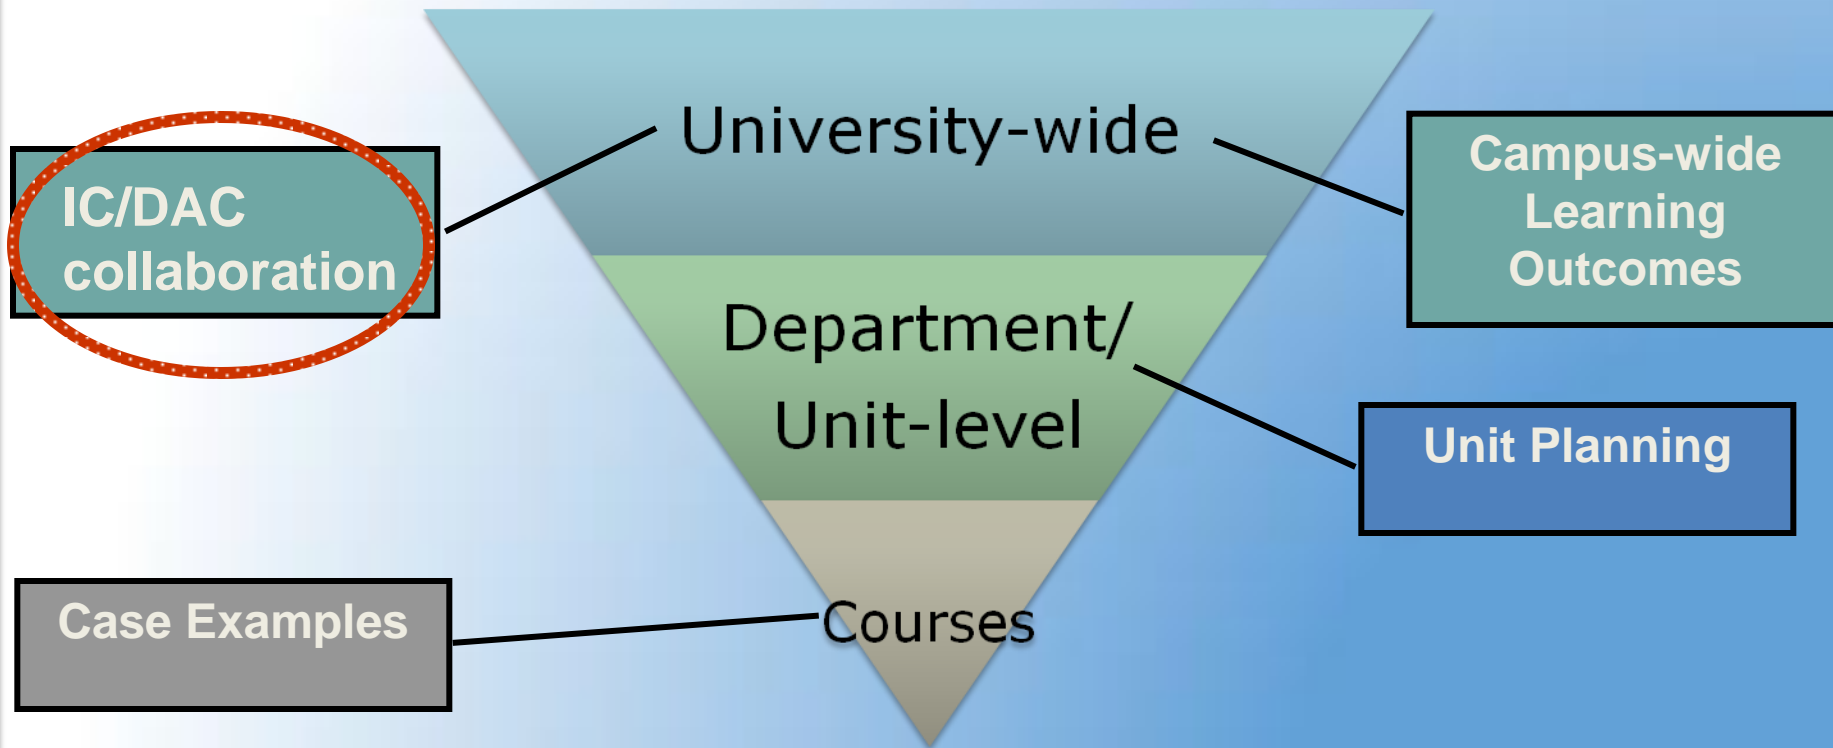 University-wide
IC/DAC
collaboration
Campus-wide
Learning
Outcomes
Department/
Unit-level
Unit Planning
Case Examples
Courses